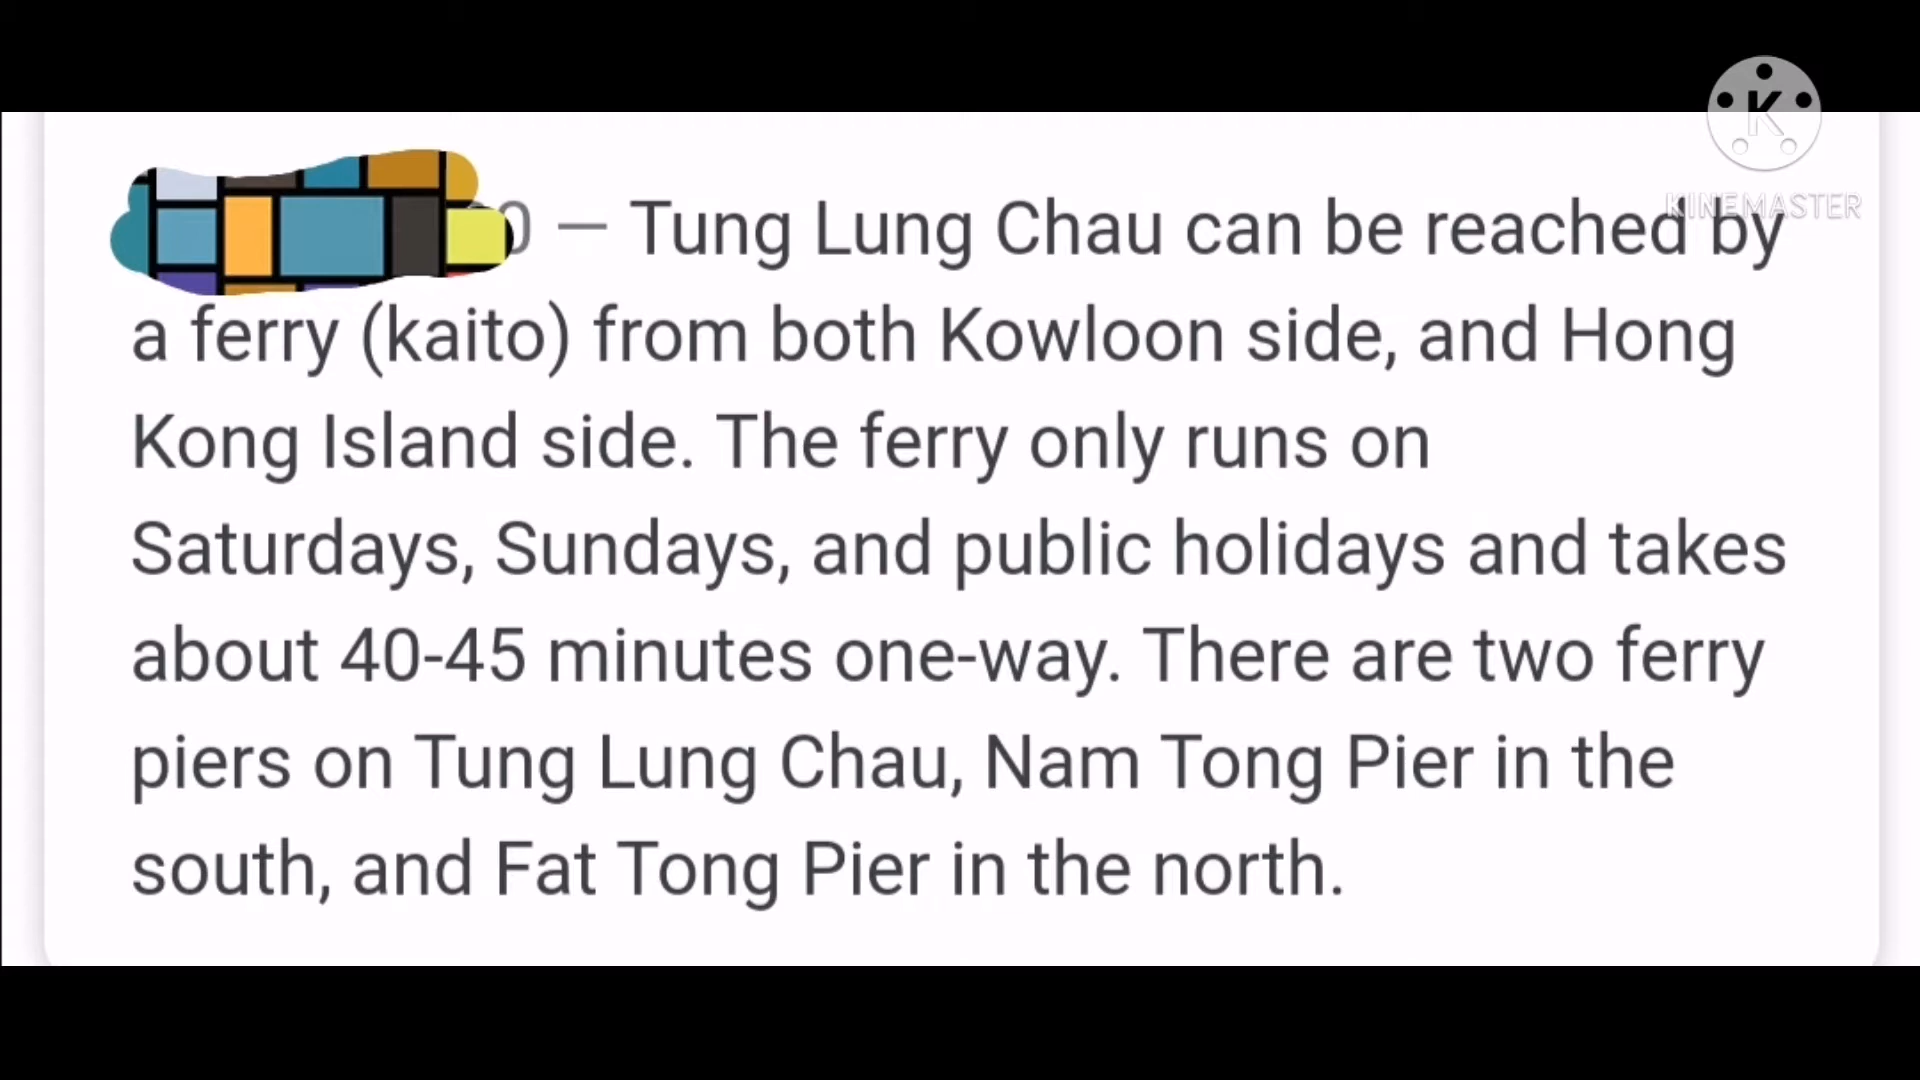 0 — Tung Lung Chau can be reached by
a ferry (kaito) from both Kowloon side, and Hong
Kong Island side. The ferry only runs on
Saturdays, Sundays, and public holidays and takes
about 40-45 minutes one-way. There are two ferry
piers on Tung Lung Chau, Nam Tong Pier in the
south, and Fat Tong Pier in the north.
K
KINEMASTER